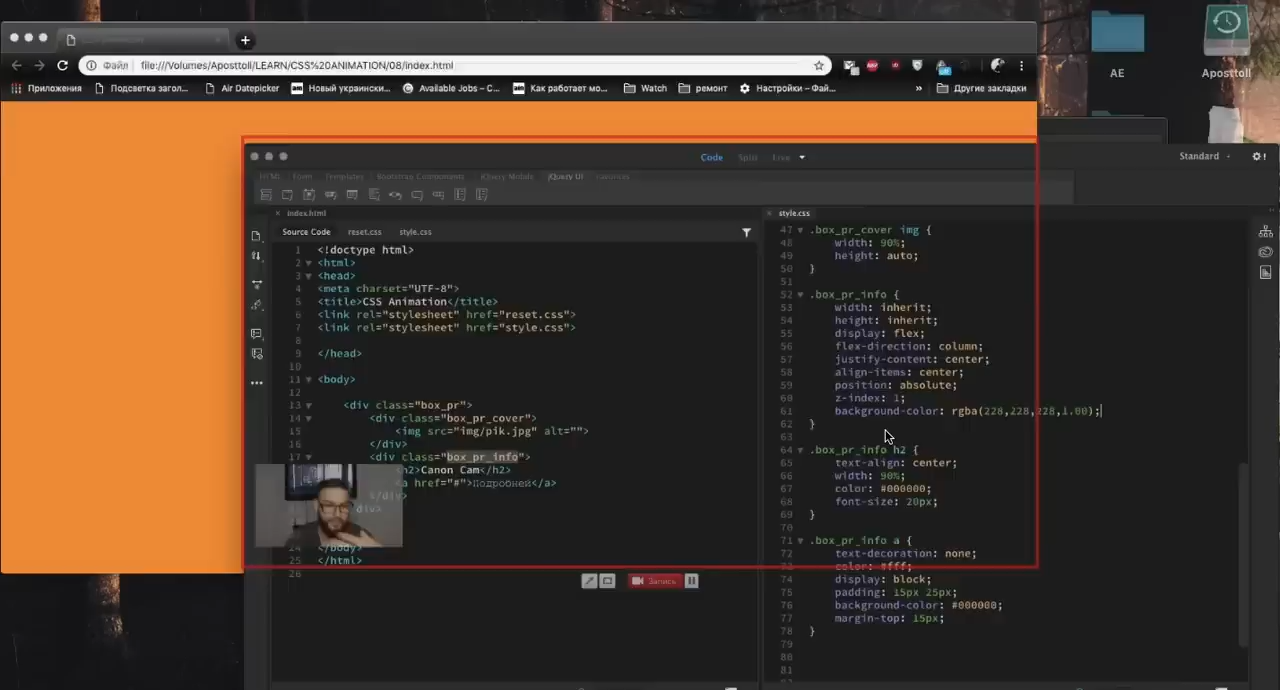 AE
Aposttoll
Файл file:///Volumes/Aposttoll/LEARN/CSS%20ANIMATION/08/index.html
Приложения Подсветка загол... Air Datepicker Новый украински... Available Jobs – C... Как работает мо... Watch ремонт Настройки – Фай... » Другие закладки
Code Split Live Standard
HTML Form Templates Bootstrap Components jQuery Mobile jQuery UI Favorites
index.html
Source Code reset.css style.css
1 <!doctype html>
2 <html>
3 <head>
4 <meta charset="UTF-8">
5 <title>CSS Animation</title>
6 <link rel="stylesheet" href="reset.css">
7 <link rel="stylesheet" href="style.css">
8
9 </head>
10
11 <body>
12
13 <div class="box_pr">
14 <div class="box_pr_cover">
15 <img src="img/pik.jpg" alt="">
16 </div>
17 <div class="box_pr_info">
h2>Canon Cam</h2>
a href="#">Подробней</a>
</div>
div>
24 </body>
25 </html>
26
Запись
style.css
47 .box_pr_cover img {
48 width: 90%;
49 height: auto;
50 }
51
52 .box_pr_info {
53 width: inherit;
54 height: inherit;
55 display: flex;
56 flex-direction: column;
57 justify-content: center;
58 align-items: center;
59 position: absolute;
60 z-index: 1;
61 background-color: rgba(228,228,228,1.00);
62 }
63
64 .box_pr_info h2 {
65 text-align: center;
66 width: 90%;
67 color: #000000;
68 font-size: 20px;
69 }
70
71 .box_pr_info a {
72 text-decoration: none;
73 color: #fff;
74 display: block;
75 padding: 15px 25px;
76 background-color: #000000;
77 margin-top: 15px;
78 }
79
80
81